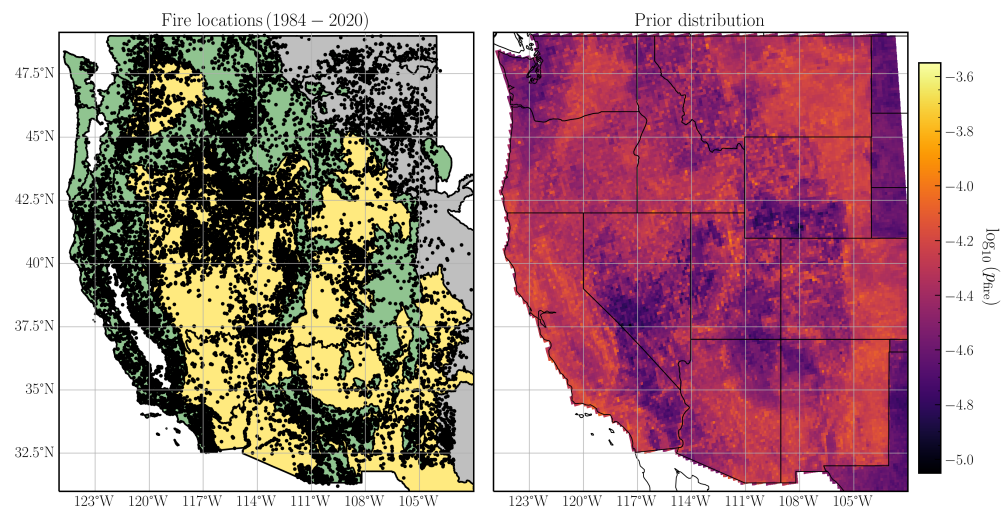 Fire locations (1984 − 2020)
Prior distribution
47.5°N
45°N
42.5°N
40°N
37.5°N
35°N
32.5°N
123°W 120°W 117°W 114°W 111°W 108°W 105°W
123°W 120°W 117°W 114°W 111°W 108°W 105°W
−3.6
−3.8
−4.0
−4.2
−4.4
−4.6
−4.8
−5.0
log₁₀ (p_fire)